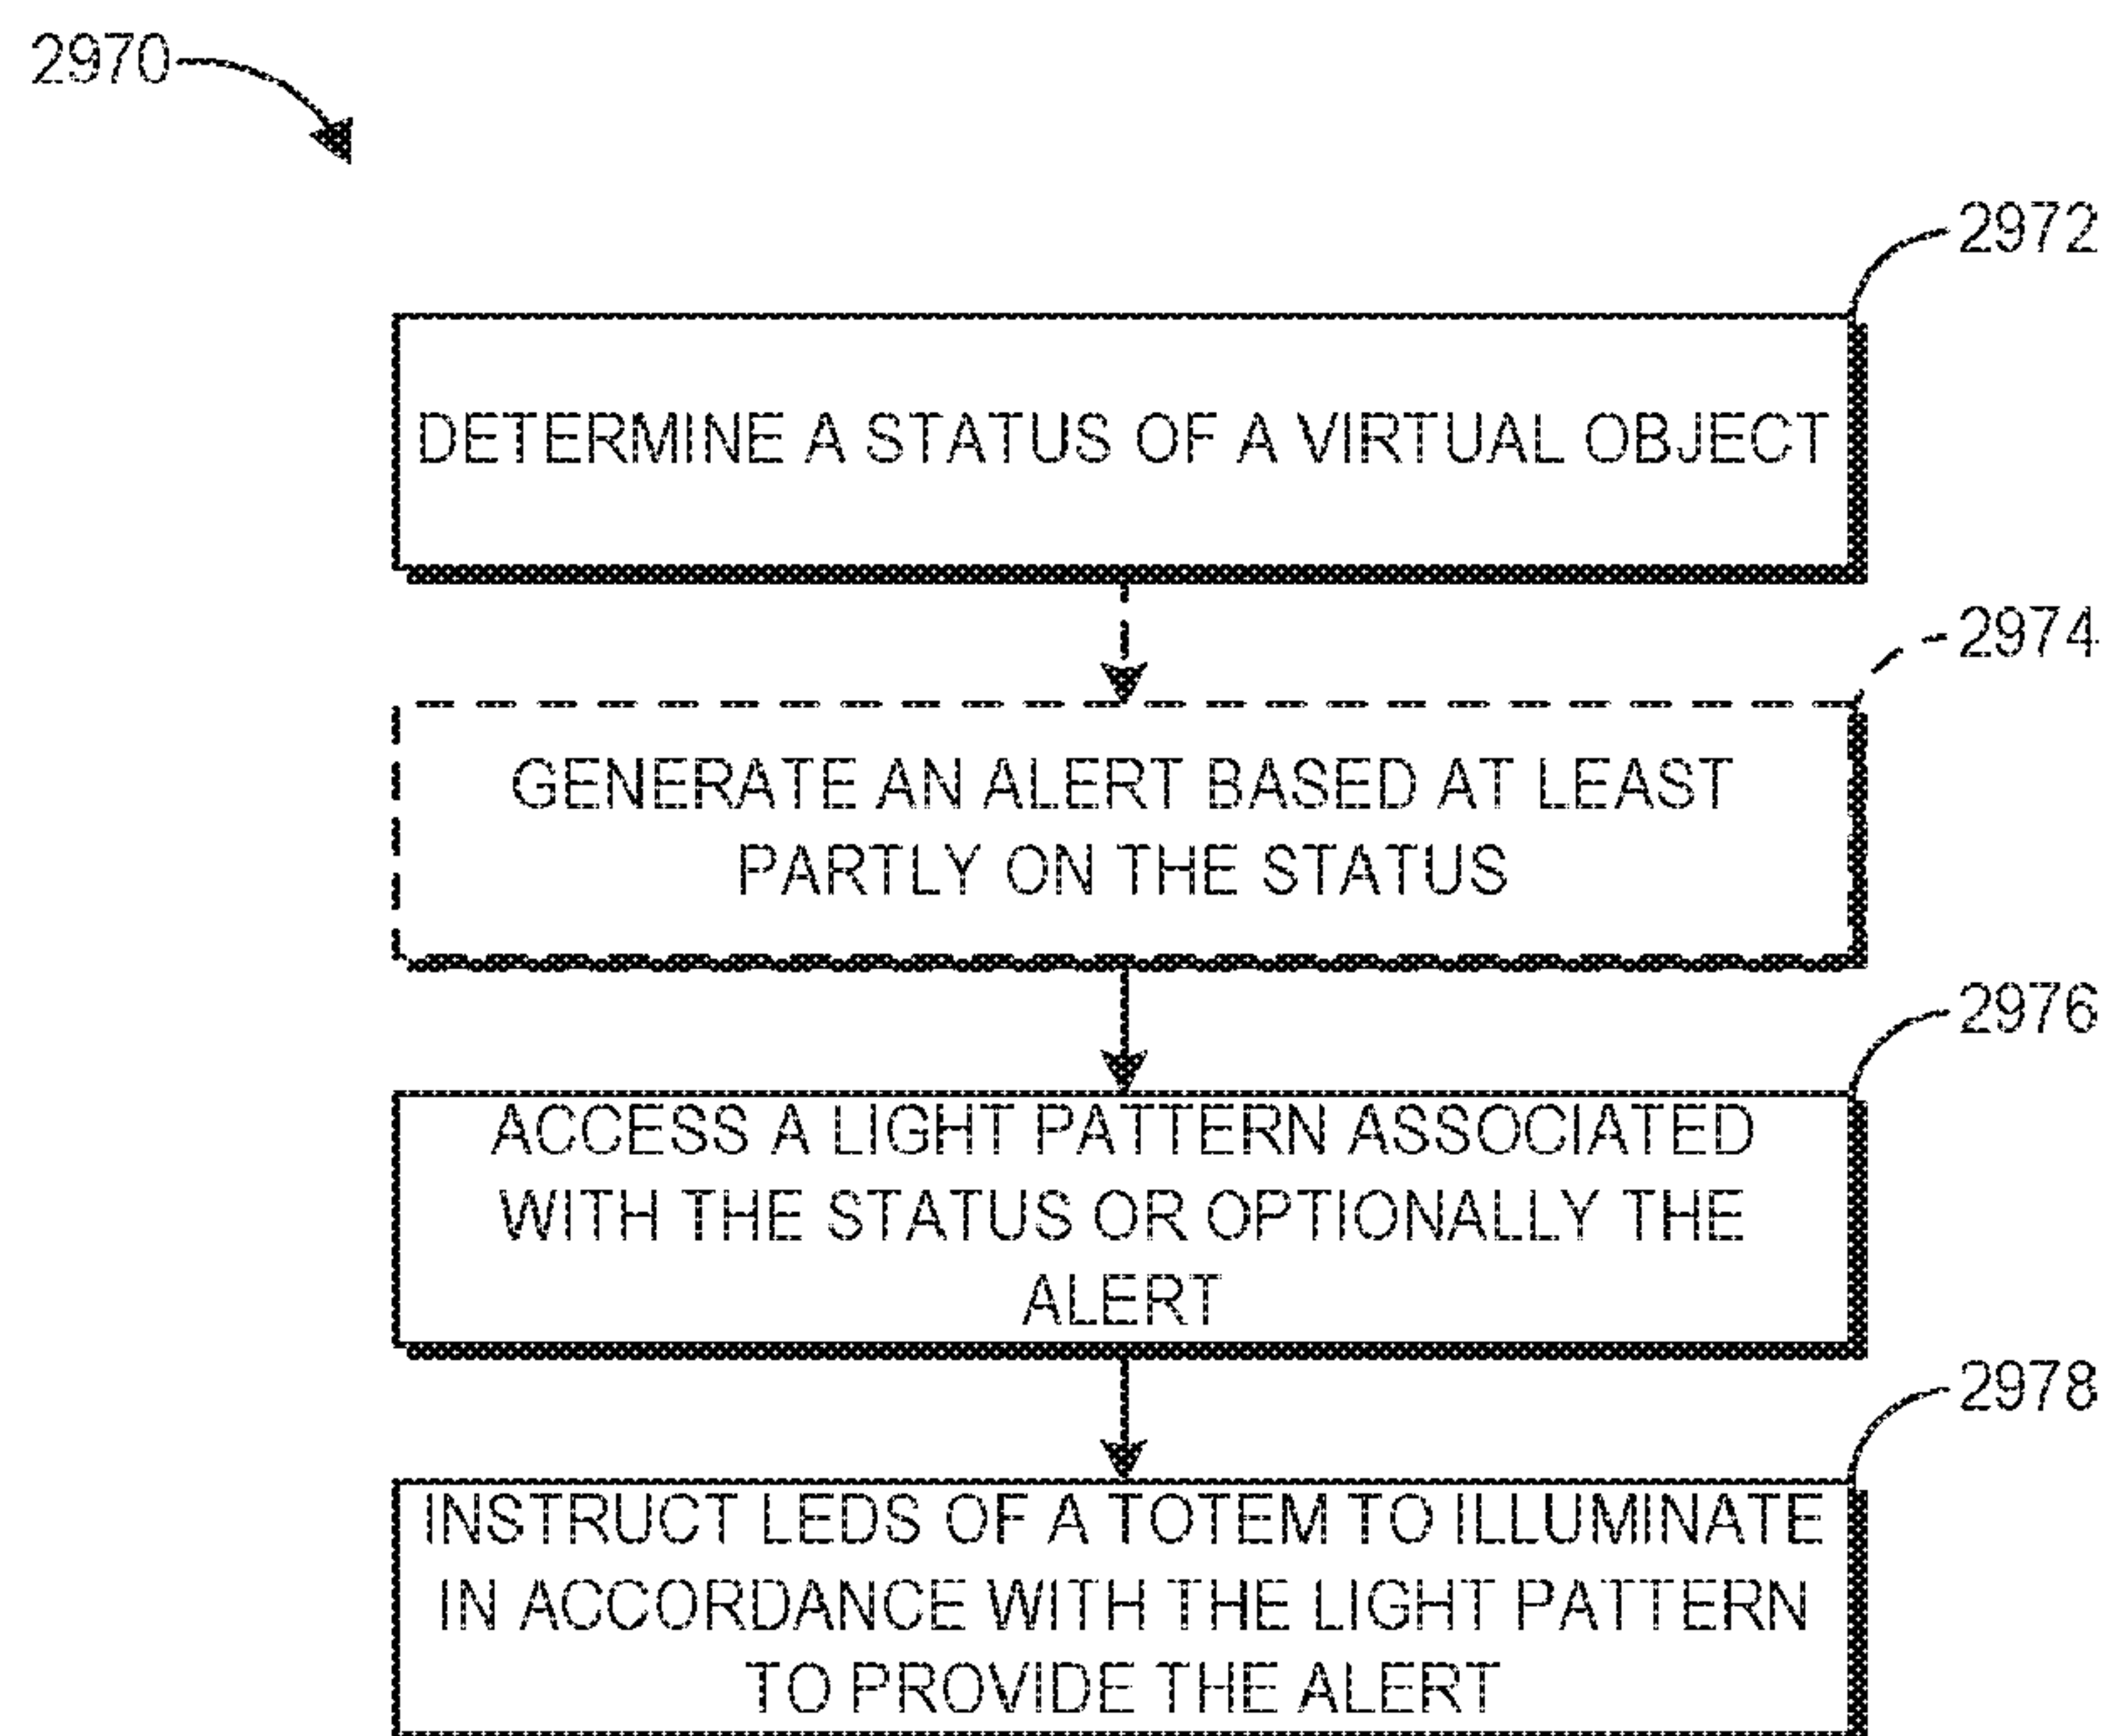 2970
2972
DETERMINE A STATUS OF A VIRTUAL OBJECT
2974
GENERATE AN ALERT BASED AT LEAST
PARTLY ON THE STATUS
2976
ACCESS A LIGHT PATTERN ASSOCIATED
WITH THE STATUS OR OPTIONALLY THE
ALERT
2978
INSTRUCT LEDS OF A TOTEM TO ILLUMINATE
IN ACCORDANCE WITH THE LIGHT PATTERN
TO PROVIDE THE ALERT